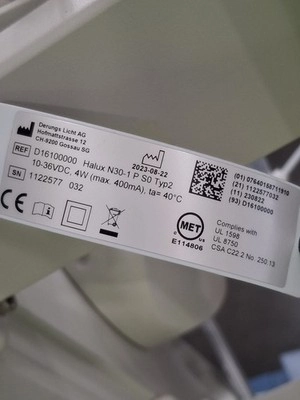 Derungs Licht AG
Hofmattstrasse 12
CH-9200 Gossau SG
2023-08-22
REF D16100000 Halux N30-1 P S0 Typ2
10-36VDC, 4W (max. 400mA), ta= 40°C
SN 1122577 032
(01) 07640156711910
(21) 1122577032
(11) 230822
(93) D16100000
CE
c MET US
E114806
Complies with
UL 1598
UL 8750
CSA C22.2 No. 250.13